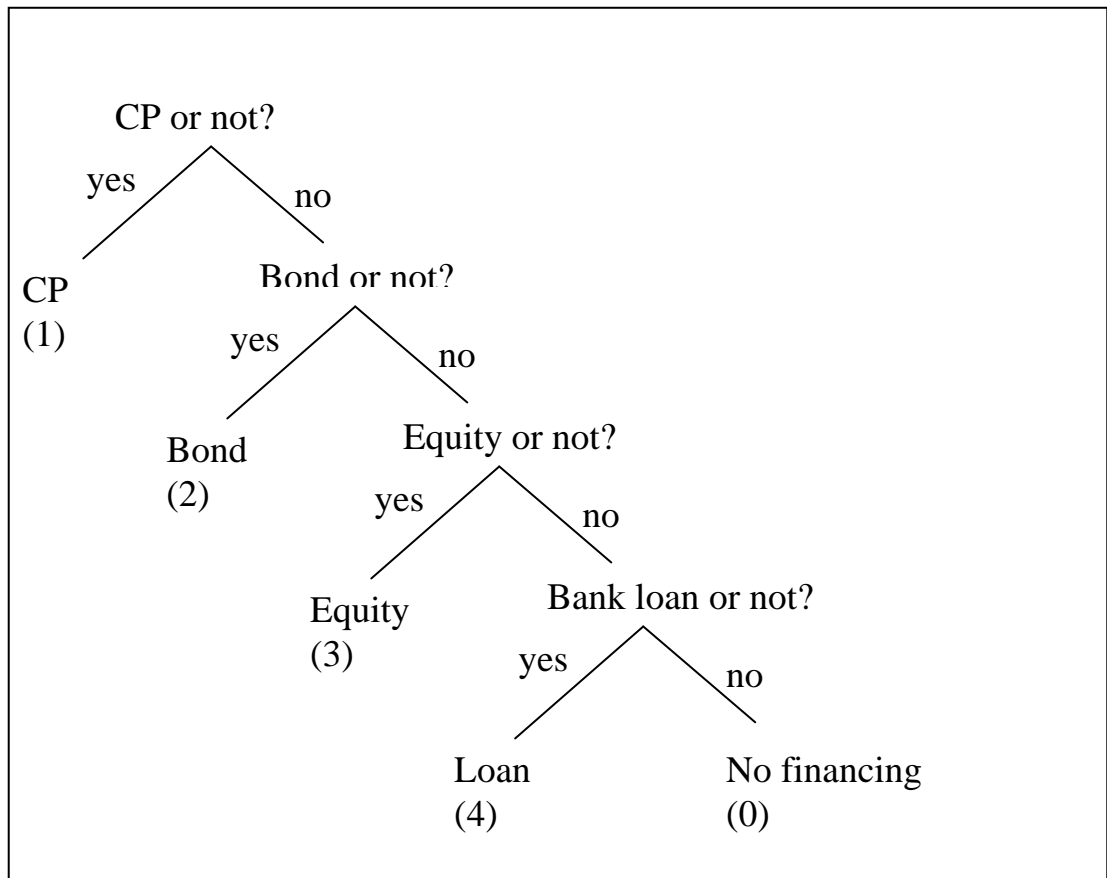 CP or not?
yes
no
CP
(1)
Bond or not?
yes
no
Bond
(2)
Equity or not?
yes
no
Equity
(3)
Bank loan or not?
yes
no
Loan
(4)
No financing
(0)